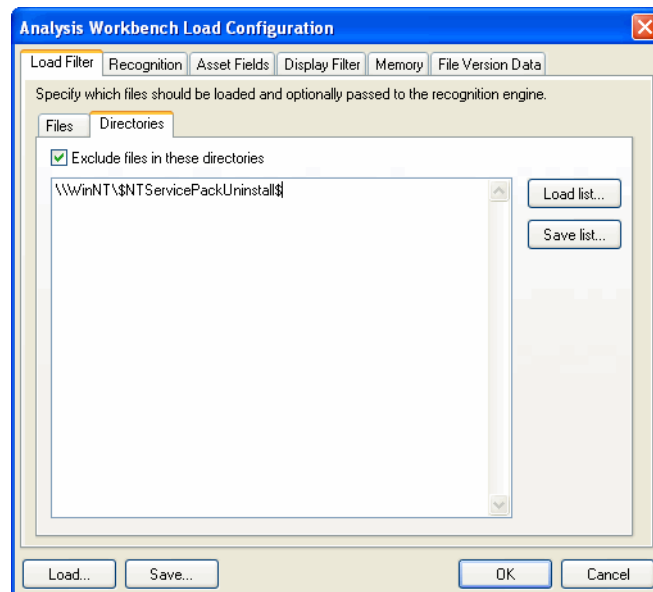 Analysis Workbench Load Configuration
Load Filter Recognition Asset Fields Display Filter Memory File Version Data
Specify which files should be loaded and optionally passed to the recognition engine.
Files Directories
Exclude files in these directories
\\WinNT\$NTServicePackUninstall$
Load list...
Save list...
Load... Save... OK Cancel